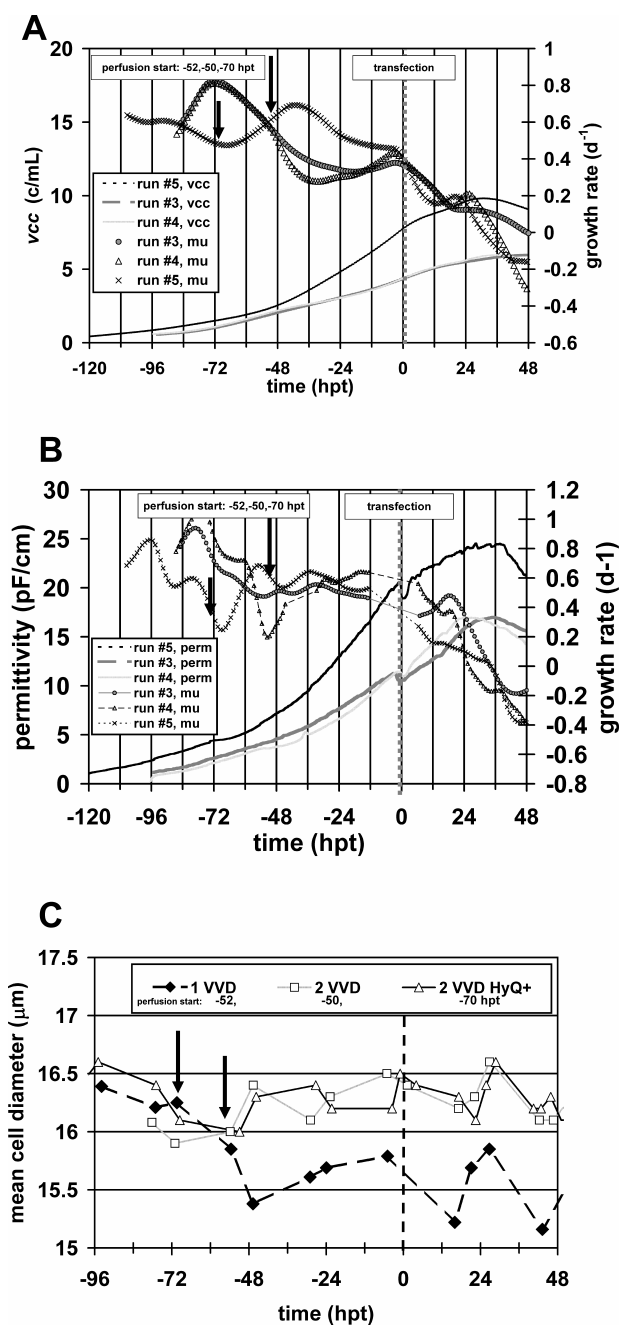 A
20
15
10
5
0
vcc (c/mL)
perfusion start: -52,-50,-70 hpt
transfection
run #5, vcc
run #3, vcc
run #4, vcc
run #3, mu
run #4, mu
run #5, mu
1
0.8
0.6
0.4
0.2
0
-0.2
-0.4
-0.6
growth rate (d-1)
-120 -96 -72 -48 -24 0 24 48
time (hpt)
B
30
25
20
15
10
5
0
permittivity (pF/cm)
perfusion start: -52,-50,-70 hpt
transfection
run #5, perm
run #3, perm
run #4, perm
run #3, mu
run #4, mu
run #5, mu
1.2
1
0.8
0.6
0.4
0.2
0
-0.2
-0.4
-0.6
-0.8
growth rate (d-1)
-120 -96 -72 -48 -24 0 24 48
time (hpt)
C
17.5
17
16.5
16
15.5
15
mean cell diameter (µm)
1 VVD 2 VVD 2 VVD HyQ+
perfusion start: -52, -50, -70 hpt
-96 -72 -48 -24 0 24 48
time (hpt)